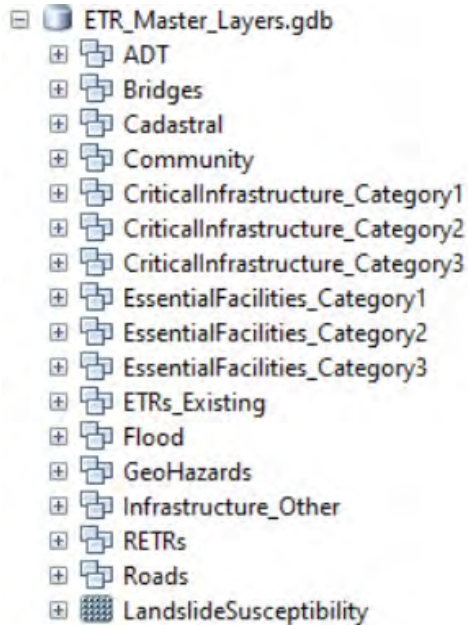 ETR_Master_Layers.gdb
ADT
Bridges
Cadastral
Community
CriticalInfrastructure_Category1
CriticalInfrastructure_Category2
CriticalInfrastructure_Category3
EssentialFacilities_Category1
EssentialFacilities_Category2
EssentialFacilities_Category3
ETRs_Existing
Flood
GeoHazards
Infrastructure_Other
RETRs
Roads
LandslideSusceptibility